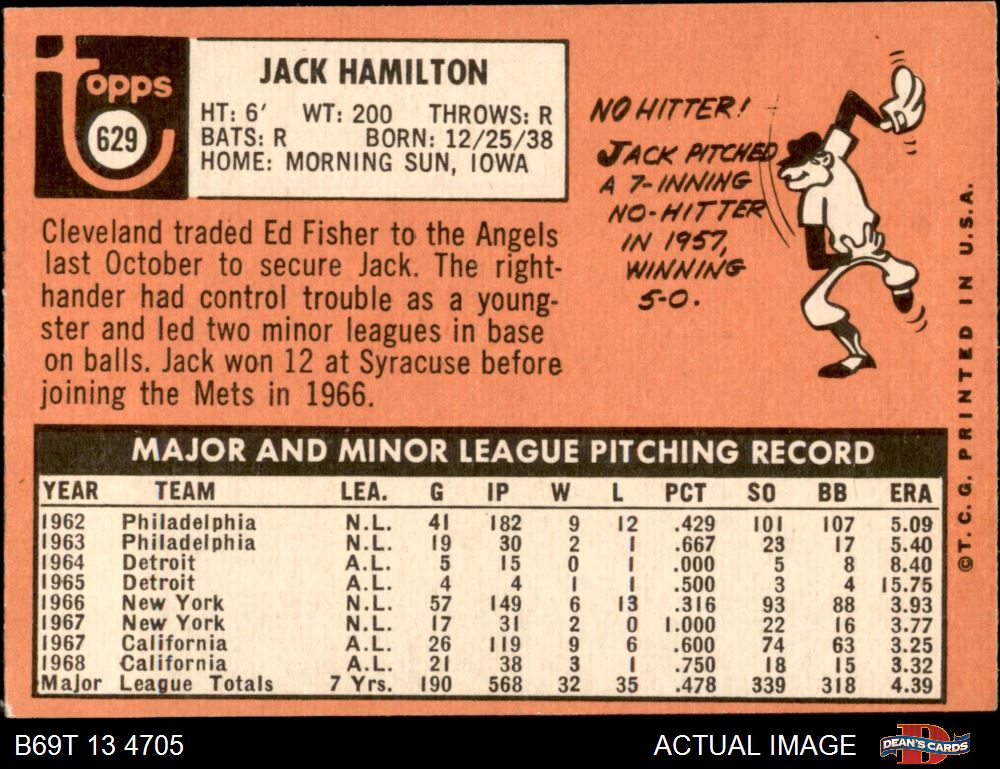 Topps
629
JACK HAMILTON
HT: 6' WT: 200 THROWS: R
BATS: R BORN: 12/25/38
HOME: MORNING SUN, IOWA
Cleveland traded Ed Fisher to the Angels
last October to secure Jack. The right-
hander had control trouble as a young-
ster and led two minor leagues in base
on balls. Jack won 12 at Syracuse before
joining the Mets in 1966.
NO HITTER!
JACK PITCHED
A 7-INNING
NO-HITTER
IN 1957,
WINNING
5-0.
©T. C. G. PRINTED IN U.S.A.
MAJOR AND MINOR LEAGUE PITCHING RECORD
YEAR TEAM LEA. G IP W L PCT SO BB ERA
1962 Philadelphia N.L. 41 182 9 12 .429 101 107 5.09
1963 Philadelphia N.L. 19 30 2 1 .667 23 17 5.40
1964 Detroit A.L. 5 15 0 1 .000 5 8 8.40
1965 Detroit A.L. 4 4 1 1 .500 3 4 15.75
1966 New York N.L. 57 149 6 13 .316 93 88 3.93
1967 New York N.L. 17 31 2 0 1.000 22 16 3.77
1967 California A.L. 26 119 9 6 .600 74 63 3.25
1968 California A.L. 21 38 3 1 .750 18 15 3.32
Major League Totals 7 Yrs. 190 568 32 35 .478 339 318 4.39
B69T 13 4705
ACTUAL IMAGE
DEAN'S CARDS